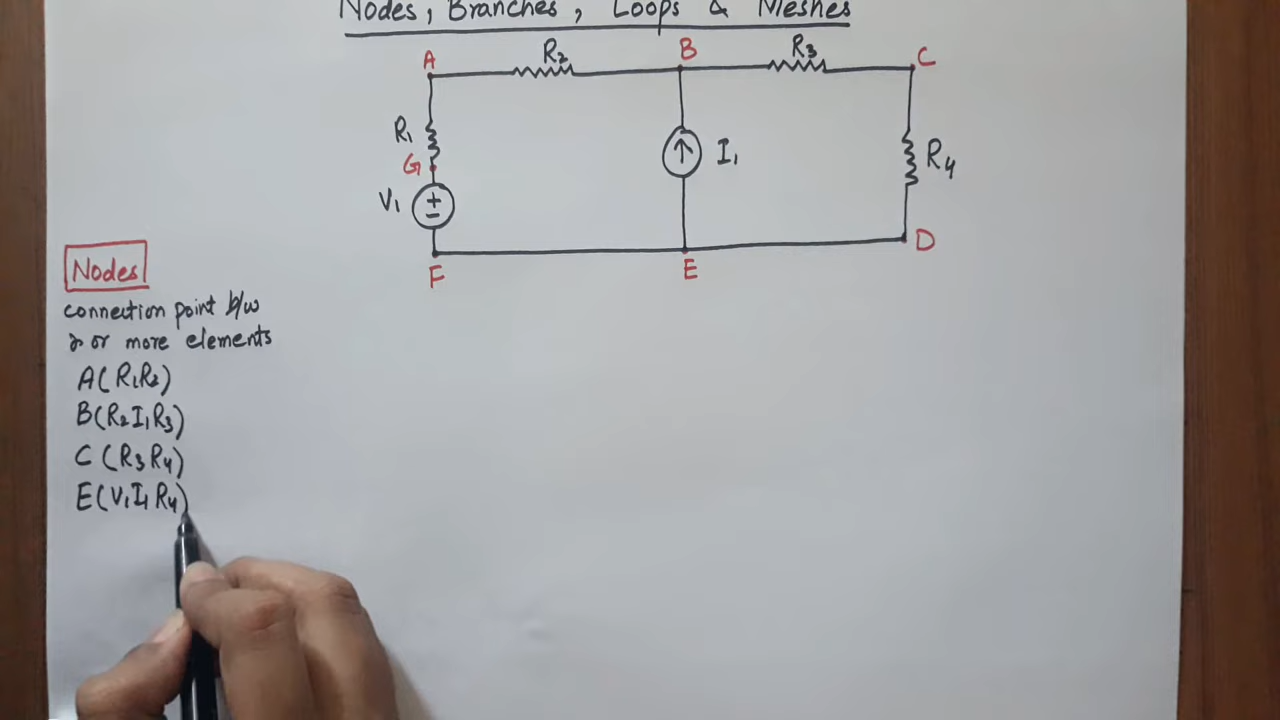 Nodes, Branches, Loops & Meshes
A R2 B R3 C
R1
G
V1
I1
R4
F E D
Nodes
connection point b/w
2 or more elements
A(R1R2)
B(R2I1R3)
C(R3R4)
E(V1I1R4)